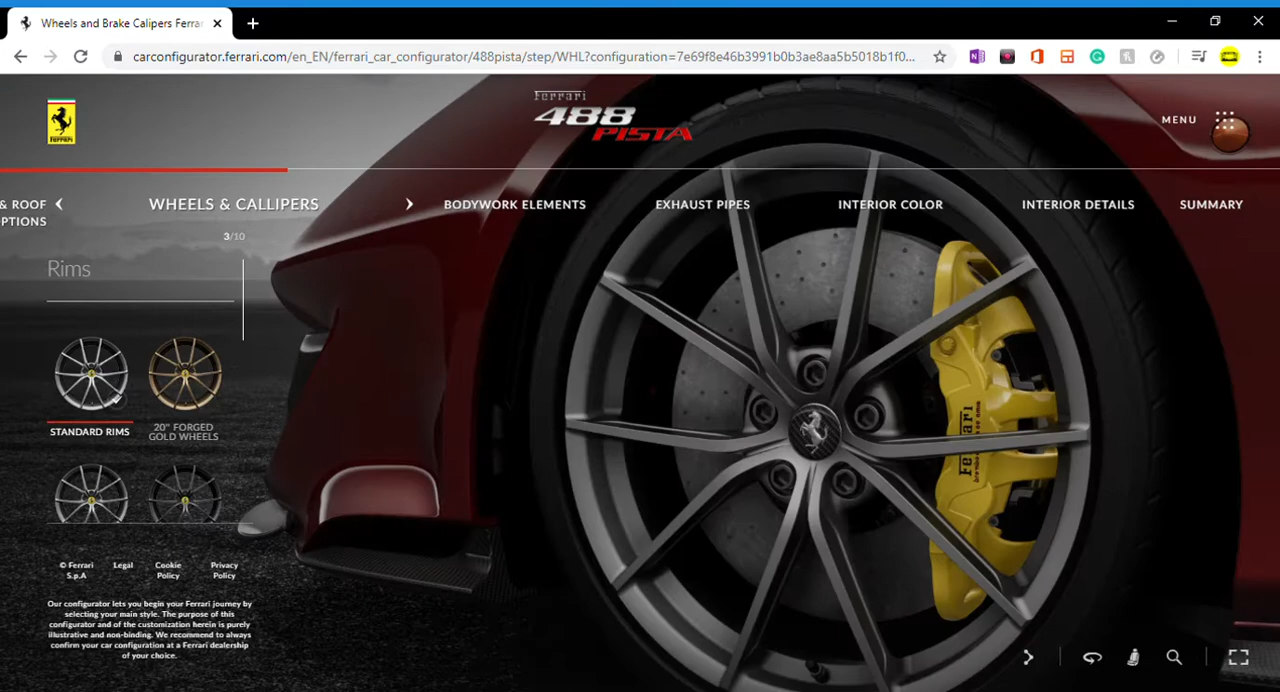 Wheels and Brake Calipers Ferra
carconfigurator.ferrari.com/en_EN/ferrari_car_configurator/488pista/step/WHL?configuration=7e69f8e46b3991b0b3ae8aa5b5018b1f0...
Ferrari
488
PISTA
Ferrari
MENU
& ROOF
PTIONS
WHEELS & CALLIPERS
BODYWORK ELEMENTS
EXHAUST PIPES
INTERIOR COLOR
INTERIOR DETAILS
SUMMARY
3/10
Rims
STANDARD RIMS
20" FORGED
GOLD WHEELS
Ferrari
© Ferrari
S.p.A
Legal
Cookie
Policy
Privacy
Policy
Our configurator lets you begin your Ferrari journey by
selecting your main style. The purpose of this
configurator and of the customization herein is purely
illustrative and non-binding. We recommend to always
confirm your car configuration at a Ferrari dealership
of your choice.